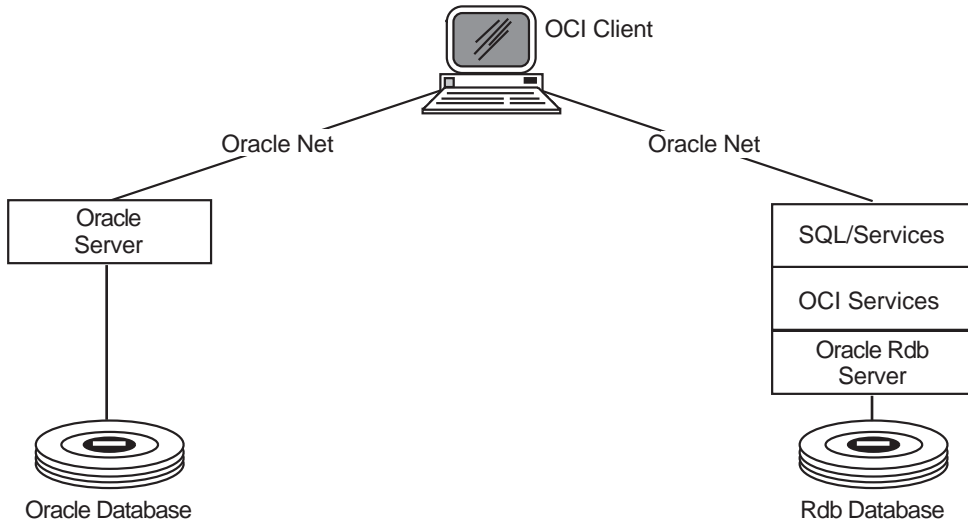 OCI Client
Oracle Net
Oracle Net
Oracle
Server
SQL/Services
OCI Services
Oracle Rdb
Server
Oracle Database
Rdb Database